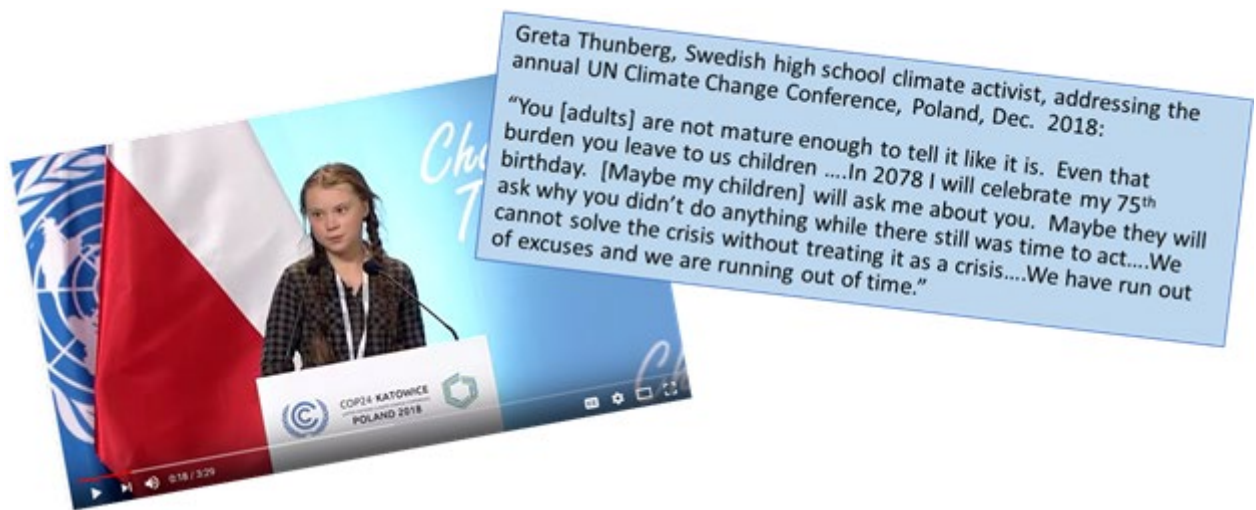 Greta Thunberg, Swedish high school climate activist, addressing the
annual UN Climate Change Conference, Poland, Dec. 2018:
“You [adults] are not mature enough to tell it like it is. Even that
burden you leave to us children ....In 2078 I will celebrate my 75th
birthday. [Maybe my children] will ask me about you. Maybe they will
ask why you didn’t do anything while there still was time to act....We
cannot solve the crisis without treating it as a crisis....We have run out
of excuses and we are running out of time.”
COP24 KATOWICE
POLAND 2018
0:18 / 3:29